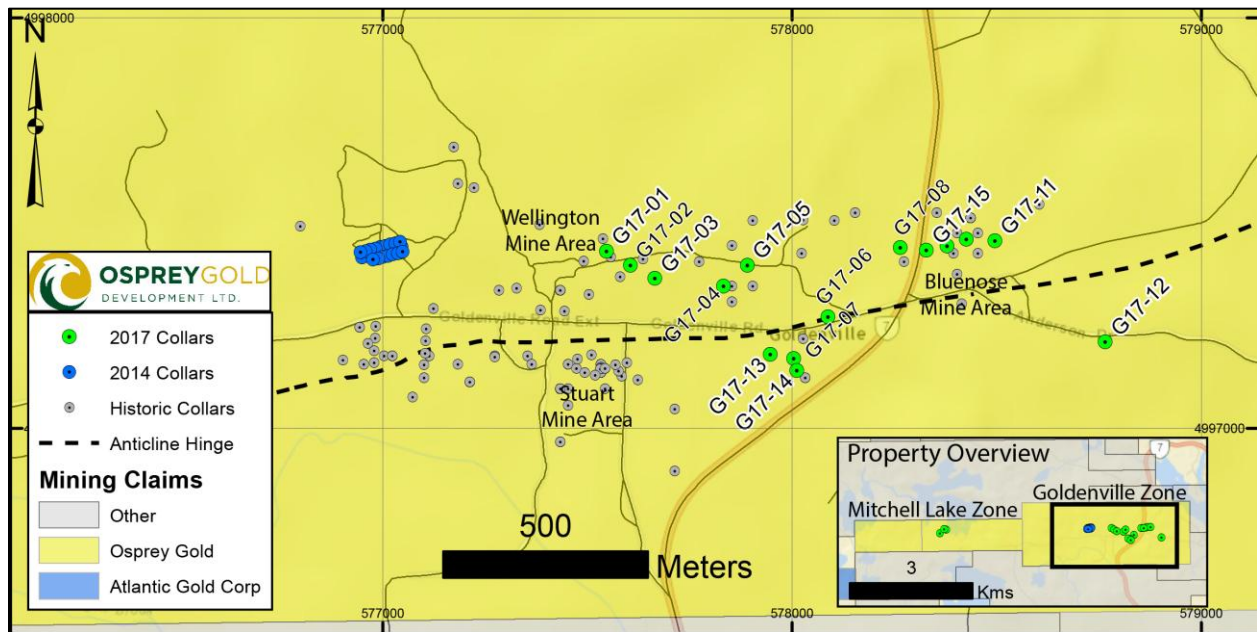 4998000
577000
578000
579000
N
Wellington
Mine Area
G17-01
G17-02
G17-03
G17-04
G17-05
G17-06
G17-07
G17-08
G17-15
G17-11
G17-12
G17-13
G17-14
Bluenose
Mine Area
Goldenville Road Ext
Goldenville Rd
Goldenville
7
Anderson
Stuart
Mine Area
4997000
4997000
500
Meters
577000
578000
579000
OSPREYGOLD
DEVELOPMENT LTD.
2017 Collars
2014 Collars
Historic Collars
Anticline Hinge
Mining Claims
Other
Osprey Gold
Atlantic Gold Corp
Property Overview
7
Goldenville Zone
Mitchell Lake Zone
3
Kms